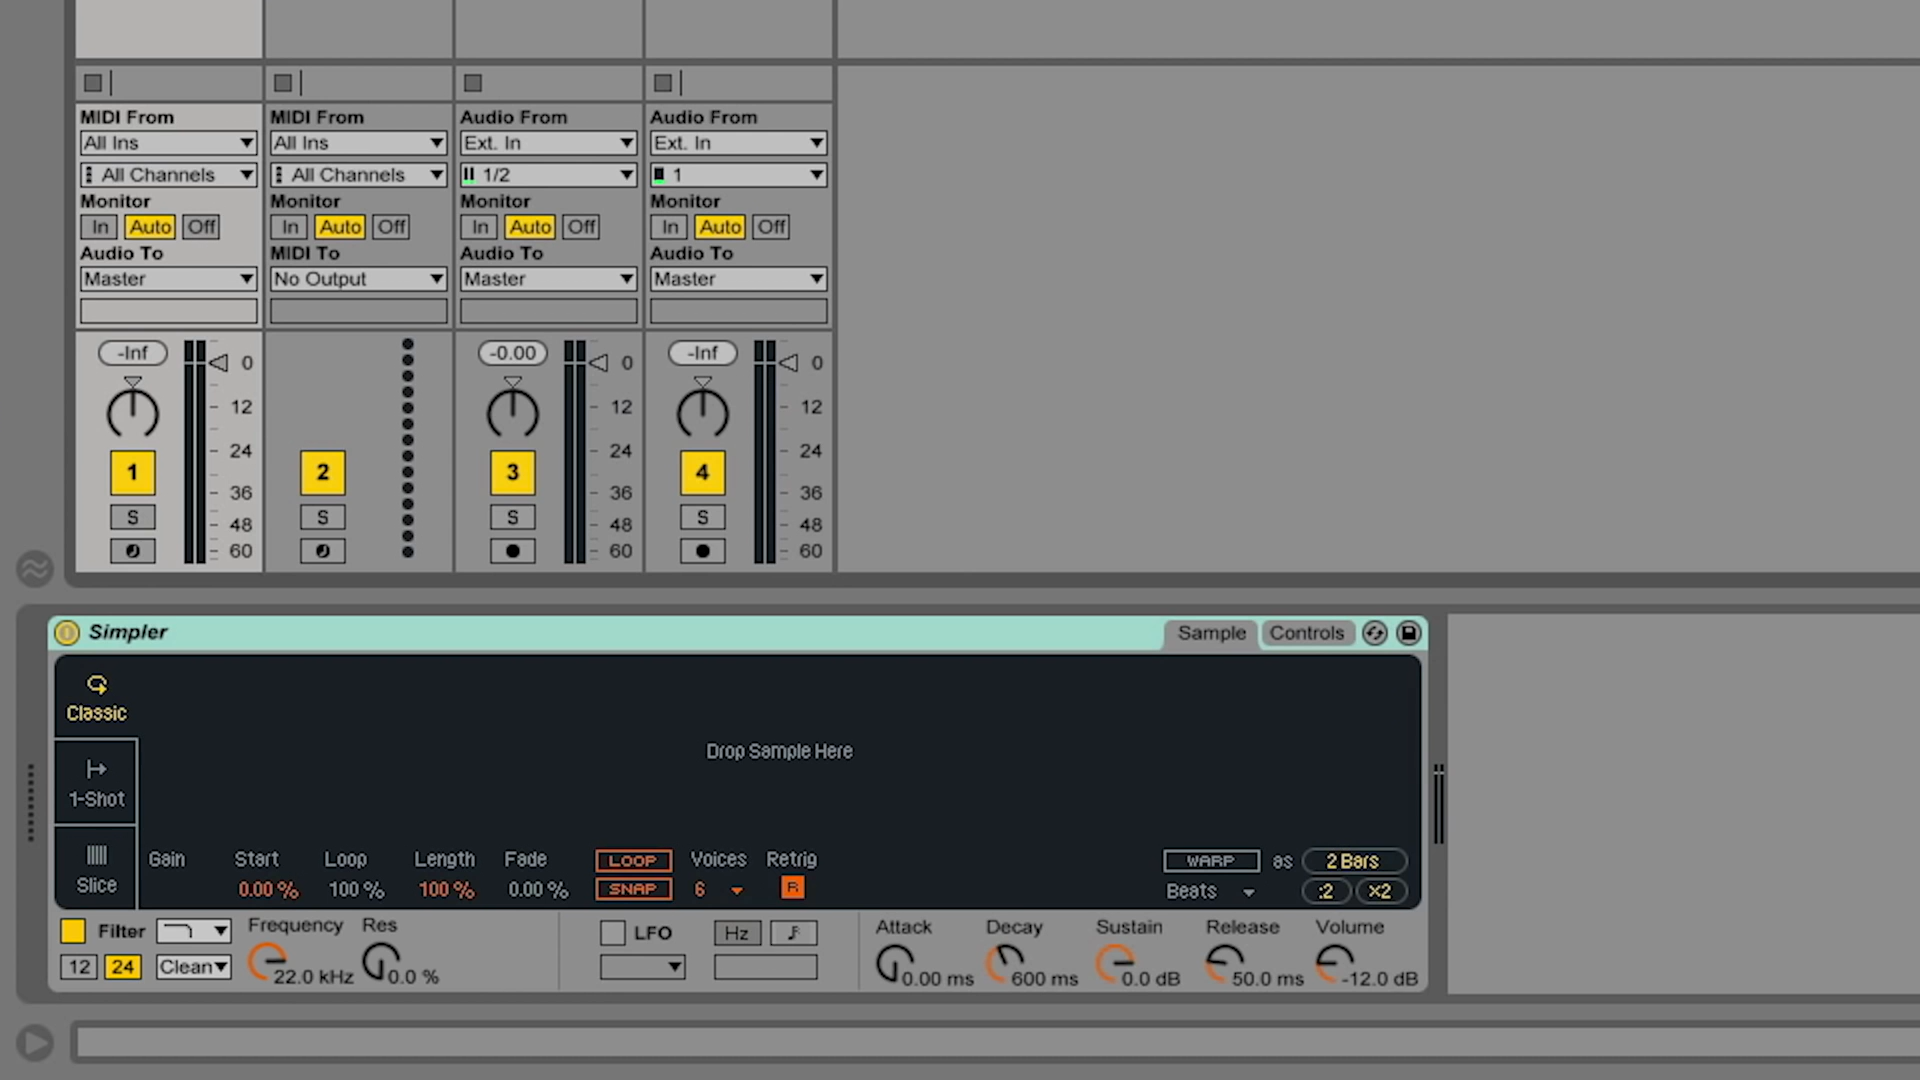 MIDI From MIDI From Audio From Audio From
All Ins All Ins Ext. In Ext. In
All Channels All Channels 1/2 1
Monitor Monitor Monitor Monitor
In Auto Off In Auto Off In Auto Off In Auto Off
Audio To MIDI To Audio To Audio To
Master No Output Master Master
-Inf 0 -0.00 0 -Inf 0
12 12 12
24 24 24
1 2 3 4
36 36 36
S S S S
48 48 48
60 60 60
Simpler Sample Controls
Classic
Drop Sample Here
1-Shot
Slice
Gain Start Loop Length Fade LOOP Voices Retrig WARP as 2 Bars
0.00 % 100 % 100 % 0.00 % SNAP 6 R Beats :2 x2
Filter Frequency Res LFO Hz Attack Decay Sustain Release Volume
12 24 Clean 22.0 kHz 0.0 % 0.00 ms 600 ms 0.0 dB 50.0 ms -12.0 dB